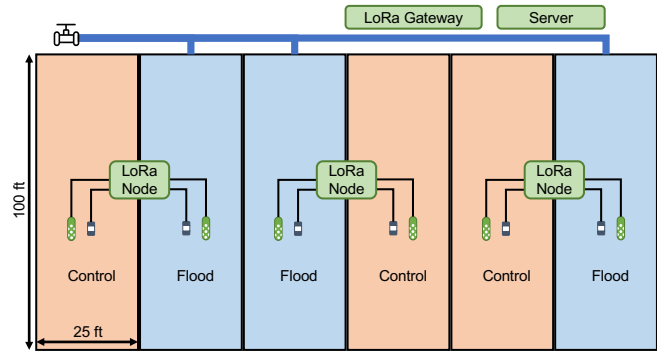 LoRa Gateway
Server
LoRa
Node
LoRa
Node
LoRa
Node
100 ft
Control
Flood
Flood
Control
Control
Flood
25 ft